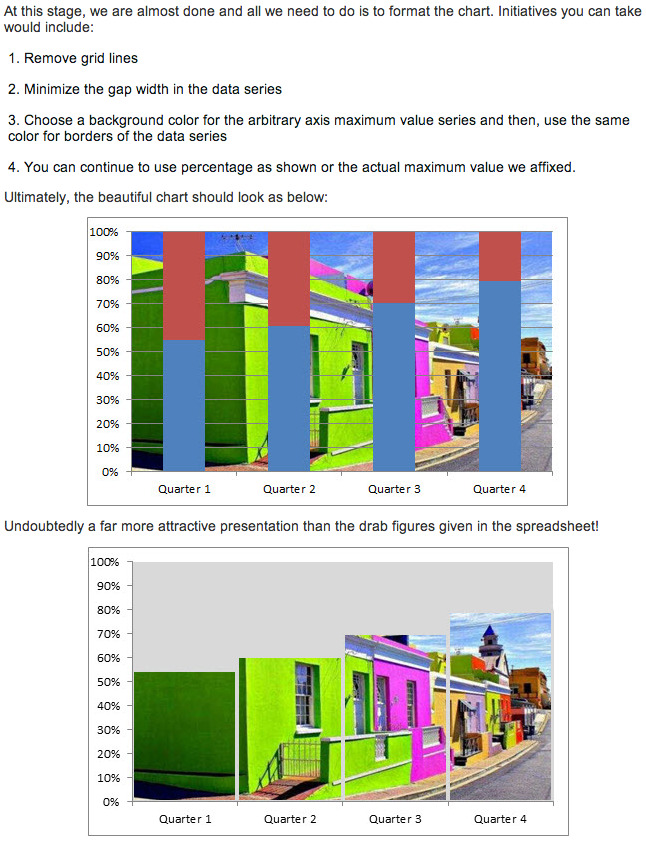 At this stage, we are almost done and all we need to do is to format the chart. Initiatives you can take
would include:
1. Remove grid lines
2. Minimize the gap width in the data series
3. Choose a background color for the arbitrary axis maximum value series and then, use the same
color for borders of the data series
4. You can continue to use percentage as shown or the actual maximum value we affixed.
Ultimately, the beautiful chart should look as below:
100%
90%
80%
70%
60%
50%
40%
30%
20%
10%
0%
Quarter 1 Quarter 2 Quarter 3 Quarter 4
Undoubtedly a far more attractive presentation than the drab figures given in the spreadsheet!
100%
90%
80%
70%
60%
50%
40%
30%
20%
10%
0%
Quarter 1 Quarter 2 Quarter 3 Quarter 4